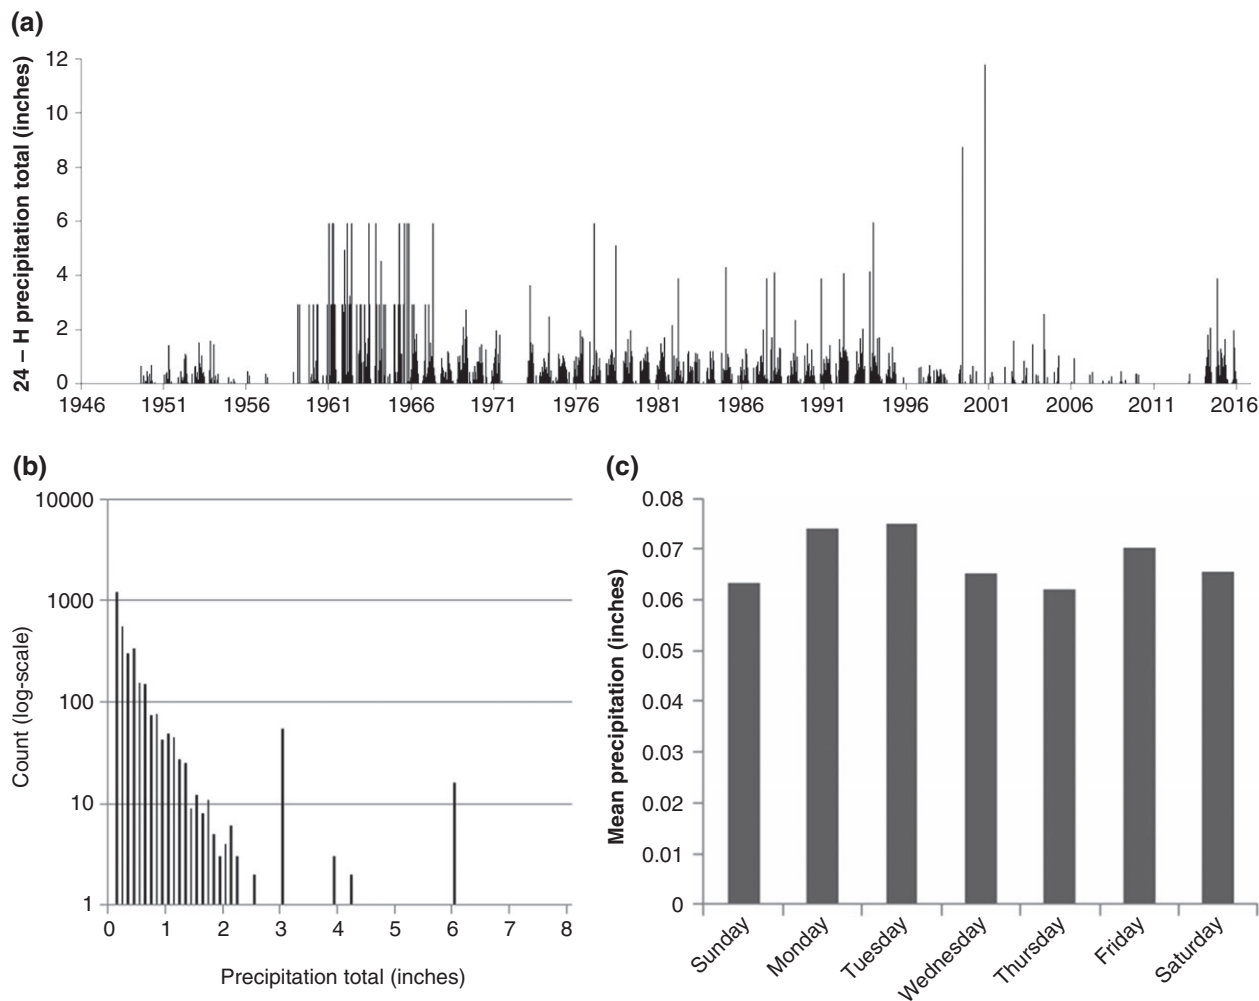 (a)
24 – H precipitation total (inches)
12
10
8
6
4
2
0
1946 1951 1956 1961 1966 1971 1976 1981 1986 1991 1996 2001 2006 2011 2016
(b)
Count (log-scale)
10000
1000
100
10
1
0 1 2 3 4 5 6 7 8
Precipitation total (inches)
(c)
Mean precipitation (inches)
0.08
0.07
0.06
0.05
0.04
0.03
0.02
0.01
0
Sunday
Monday
Tuesday
Wednesday
Thursday
Friday
Saturday